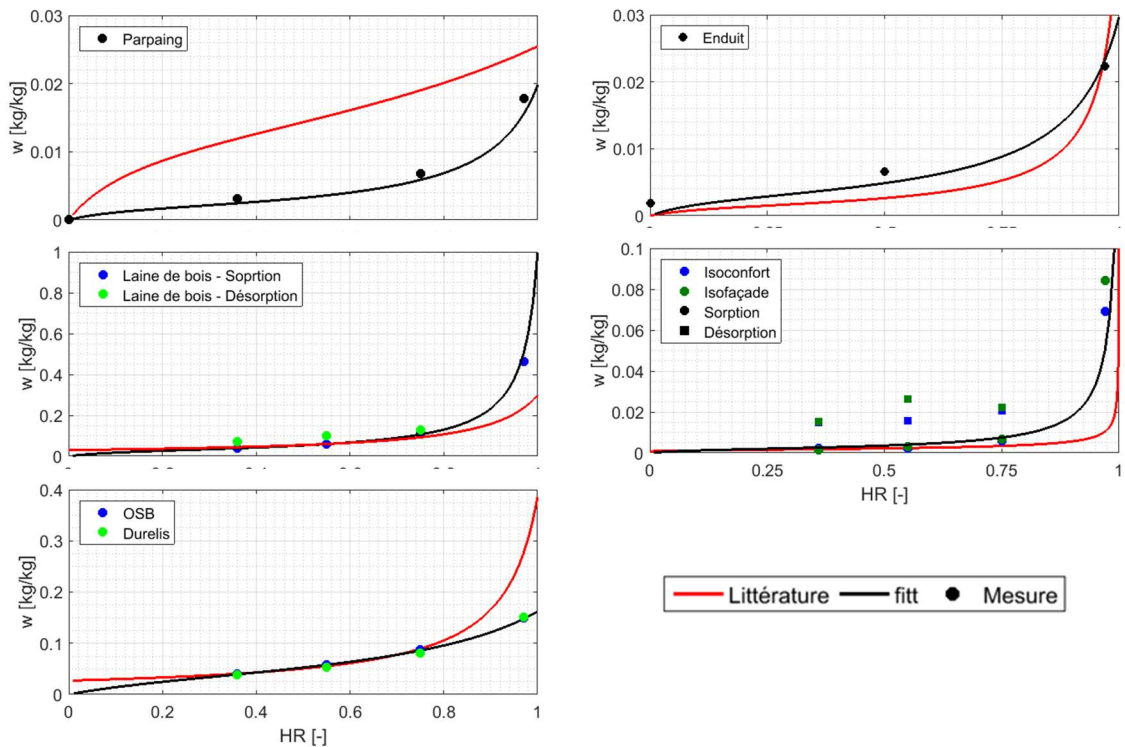 0.03
0.02
0.01
0
w [kg/kg]
Parpaing
0.03
0.02
0.01
0
w [kg/kg]
Enduit
0
1
1
0.8
0.6
0.4
0.2
0
w [kg/kg]
Laine de bois - Soprtion
Laine de bois - Désorption
0
1
0.1
0.08
0.06
0.04
0.02
0
w [kg/kg]
Isoconfort
Isofaçade
Sorption
Désorption
0 0.25 0.5 0.75 1
HR [-]
0.4
0.3
0.2
0.1
0
w [kg/kg]
OSB
Durelis
0 0.2 0.4 0.6 0.8 1
HR [-]
Littérature fitt Mesure